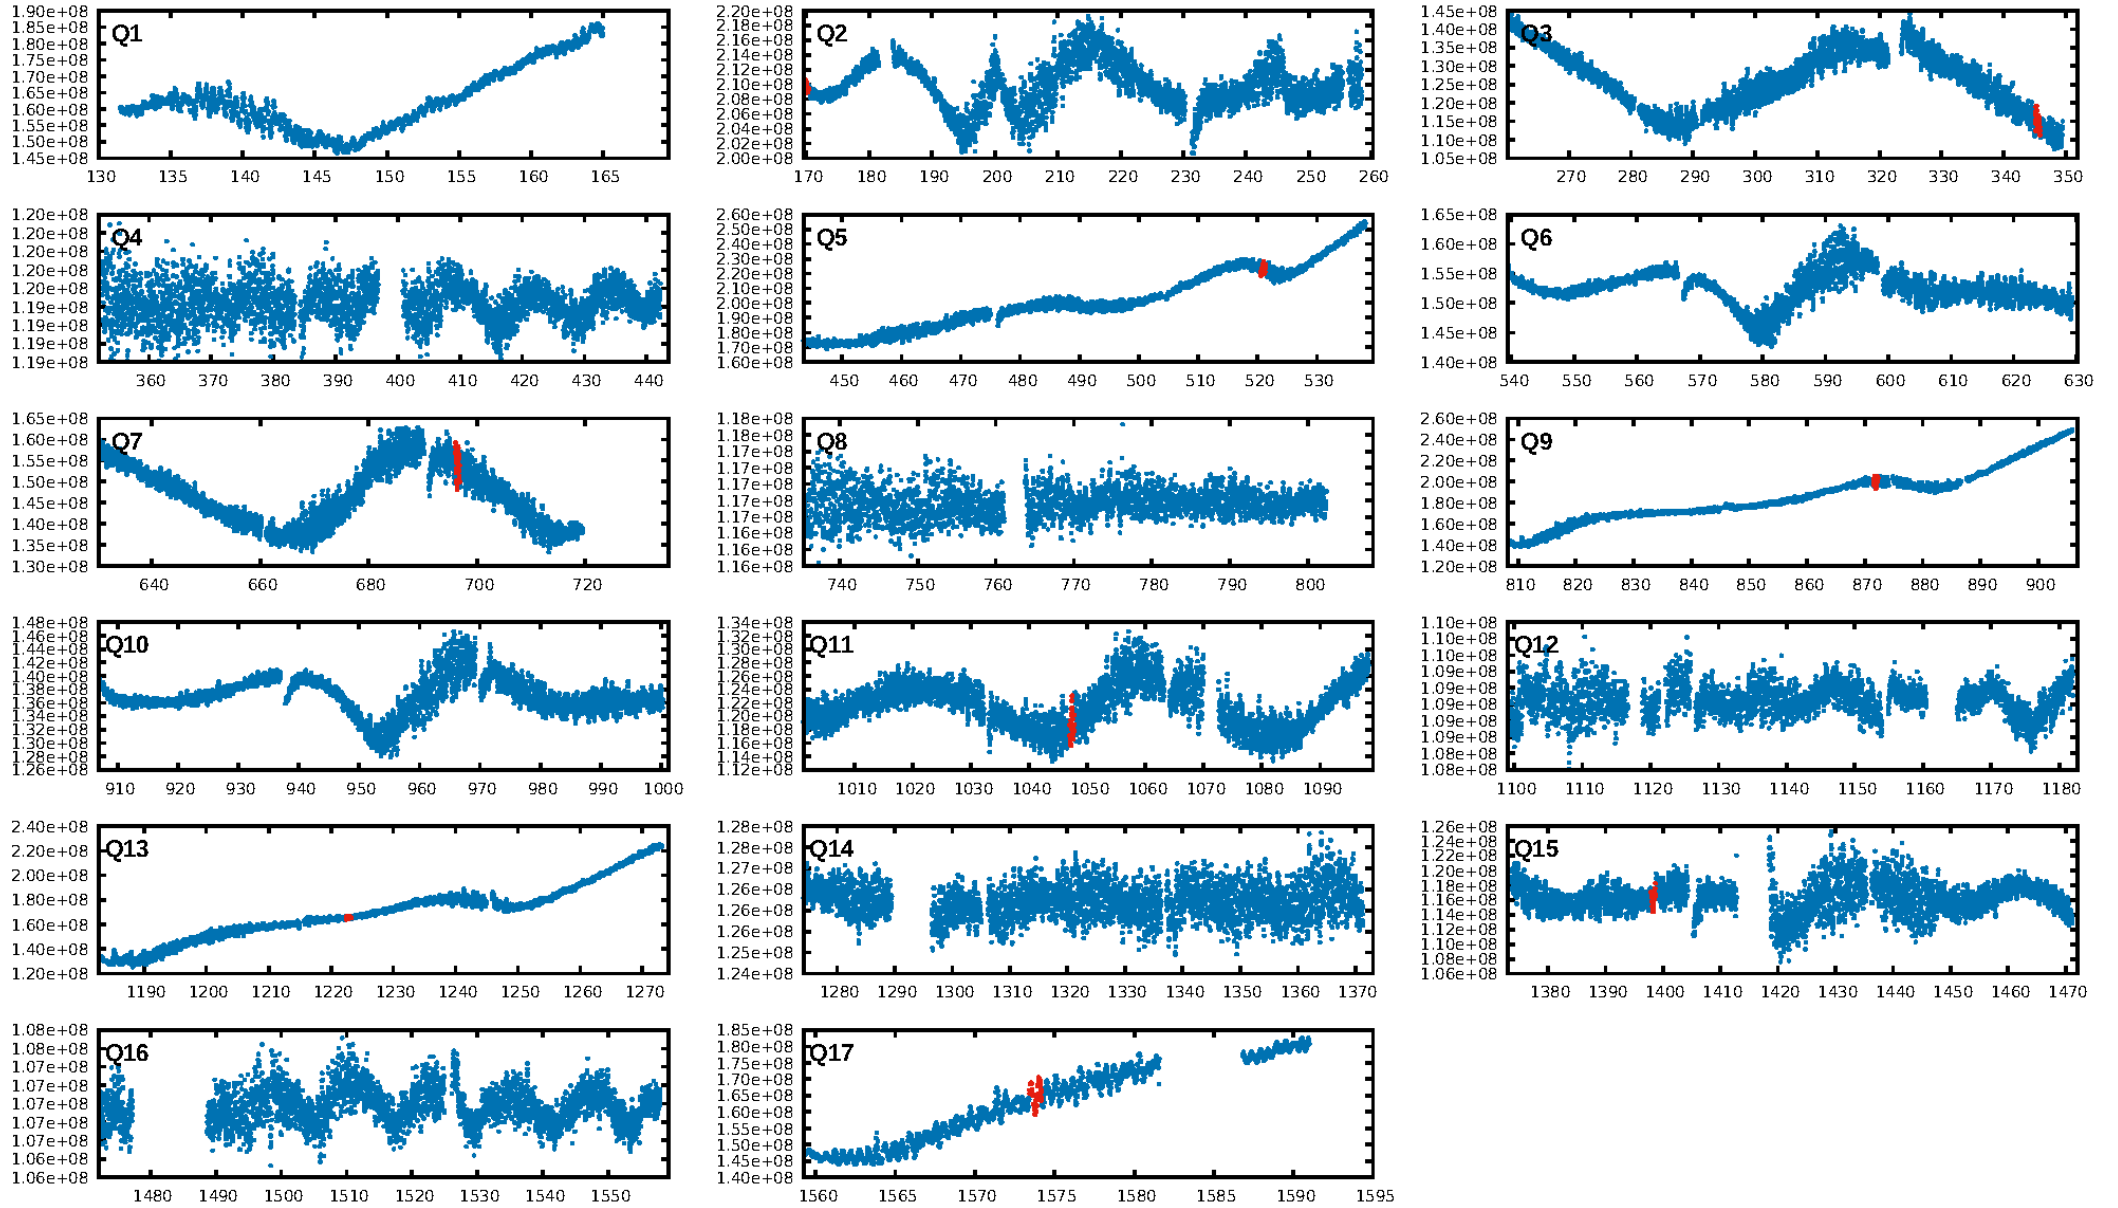 Q1
1.90e+08
1.85e+08
1.80e+08
1.75e+08
1.70e+08
1.65e+08
1.60e+08
1.55e+08
1.50e+08
1.45e+08
130 135 140 145 150 155 160 165
Q2
2.20e+08
2.18e+08
2.16e+08
2.14e+08
2.12e+08
2.10e+08
2.08e+08
2.06e+08
2.04e+08
2.02e+08
2.00e+08
170 180 190 200 210 220 230 240 250 260
Q3
1.45e+08
1.40e+08
1.35e+08
1.30e+08
1.25e+08
1.20e+08
1.15e+08
1.10e+08
1.05e+08
270 280 290 300 310 320 330 340 350
Q4
1.20e+08
1.20e+08
1.20e+08
1.20e+08
1.20e+08
1.19e+08
1.19e+08
1.19e+08
1.19e+08
360 370 380 390 400 410 420 430 440
Q5
2.60e+08
2.50e+08
2.40e+08
2.30e+08
2.20e+08
2.10e+08
2.00e+08
1.90e+08
1.80e+08
1.70e+08
1.60e+08
450 460 470 480 490 500 510 520 530
Q6
1.65e+08
1.60e+08
1.55e+08
1.50e+08
1.45e+08
1.40e+08
540 550 560 570 580 590 600 610 620 630
Q7
1.65e+08
1.60e+08
1.55e+08
1.50e+08
1.45e+08
1.40e+08
1.35e+08
1.30e+08
640 660 680 700 720
Q8
1.18e+08
1.18e+08
1.17e+08
1.17e+08
1.17e+08
1.17e+08
1.17e+08
1.16e+08
1.16e+08
1.16e+08
740 750 760 770 780 790 800
Q9
2.60e+08
2.40e+08
2.20e+08
2.00e+08
1.80e+08
1.60e+08
1.40e+08
1.20e+08
810 820 830 840 850 860 870 880 890 900
Q10
1.48e+08
1.46e+08
1.44e+08
1.42e+08
1.40e+08
1.38e+08
1.36e+08
1.34e+08
1.32e+08
1.30e+08
1.28e+08
1.26e+08
910 920 930 940 950 960 970 980 990 1000
Q11
1.34e+08
1.32e+08
1.30e+08
1.28e+08
1.26e+08
1.24e+08
1.22e+08
1.20e+08
1.18e+08
1.16e+08
1.14e+08
1.12e+08
1010 1020 1030 1040 1050 1060 1070 1080 1090
Q12
1.10e+08
1.10e+08
1.09e+08
1.09e+08
1.09e+08
1.09e+08
1.09e+08
1.09e+08
1.08e+08
1.08e+08
1100 1110 1120 1130 1140 1150 1160 1170 1180
Q13
2.40e+08
2.20e+08
2.00e+08
1.80e+08
1.60e+08
1.40e+08
1.20e+08
1190 1200 1210 1220 1230 1240 1250 1260 1270
Q14
1.28e+08
1.28e+08
1.27e+08
1.26e+08
1.26e+08
1.26e+08
1.25e+08
1.24e+08
1280 1290 1300 1310 1320 1330 1340 1350 1360 1370
Q15
1.26e+08
1.24e+08
1.22e+08
1.20e+08
1.18e+08
1.16e+08
1.14e+08
1.12e+08
1.10e+08
1.08e+08
1.06e+08
1380 1390 1400 1410 1420 1430 1440 1450 1460 1470
Q16
1.08e+08
1.08e+08
1.07e+08
1.07e+08
1.07e+08
1.07e+08
1.07e+08
1.06e+08
1.06e+08
1480 1490 1500 1510 1520 1530 1540 1550
Q17
1.85e+08
1.80e+08
1.75e+08
1.70e+08
1.65e+08
1.60e+08
1.55e+08
1.50e+08
1.45e+08
1.40e+08
1560 1565 1570 1575 1580 1585 1590 1595